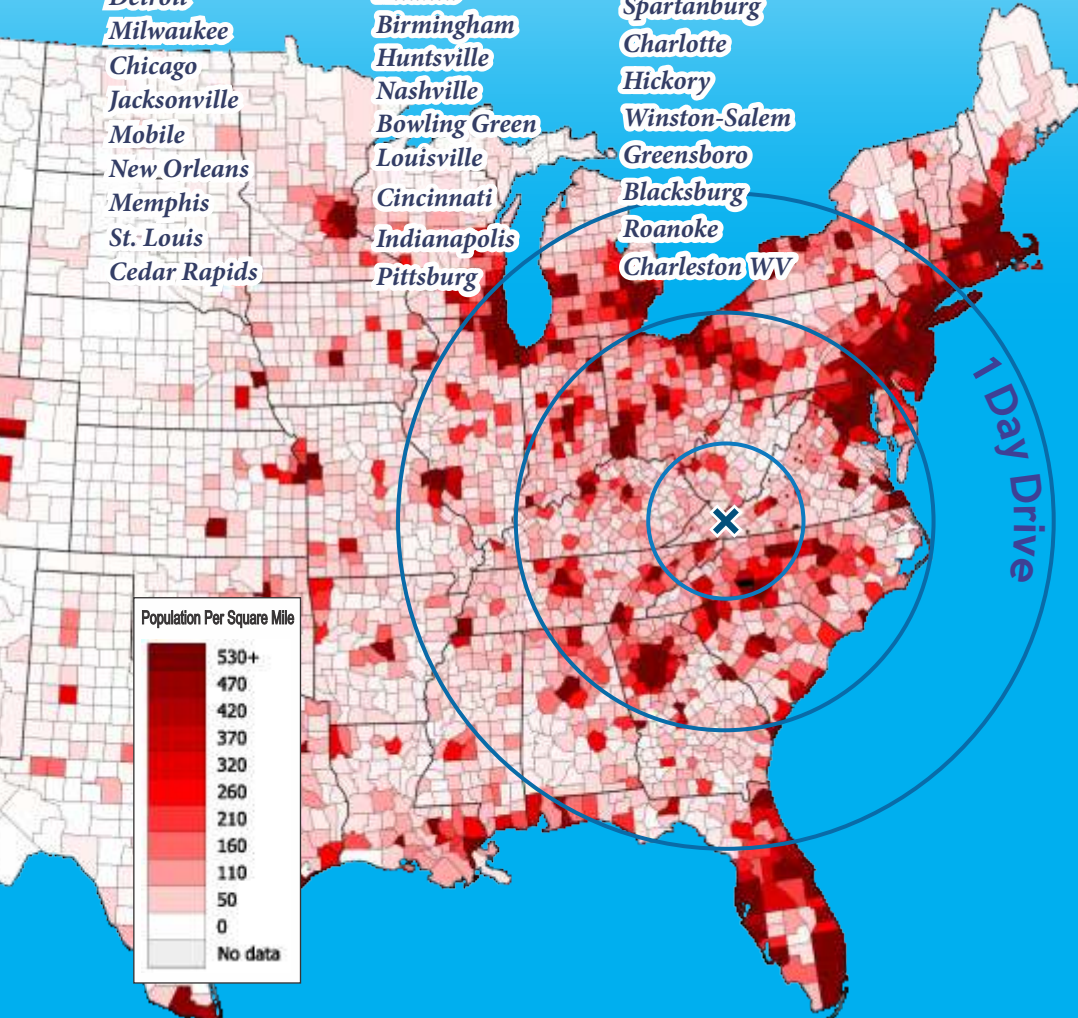 Detroit
Milwaukee
Chicago
Jacksonville
Mobile
New Orleans
Memphis
St. Louis
Cedar Rapids
Birmingham
Huntsville
Nashville
Bowling Green
Louisville
Cincinnati
Indianapolis
Pittsburg
Spartanburg
Charlotte
Hickory
Winston-Salem
Greensboro
Blacksburg
Roanoke
Charleston WV
1 Day Drive
Population Per Square Mile
530+
470
420
370
320
260
210
160
110
50
0
No data